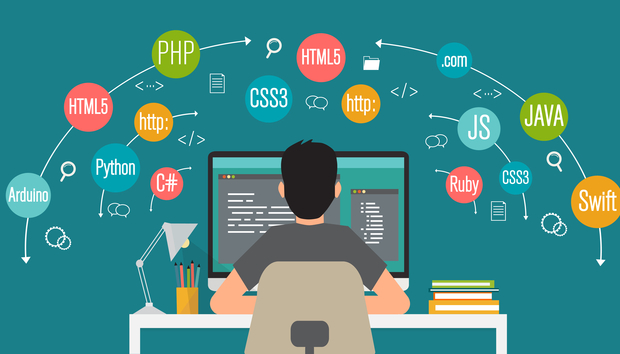 PHP
HTML5
.com
HTML5
CSS3
http:
http:
JS
JAVA
Python
C#
Ruby
CSS3
Arduino
Swift